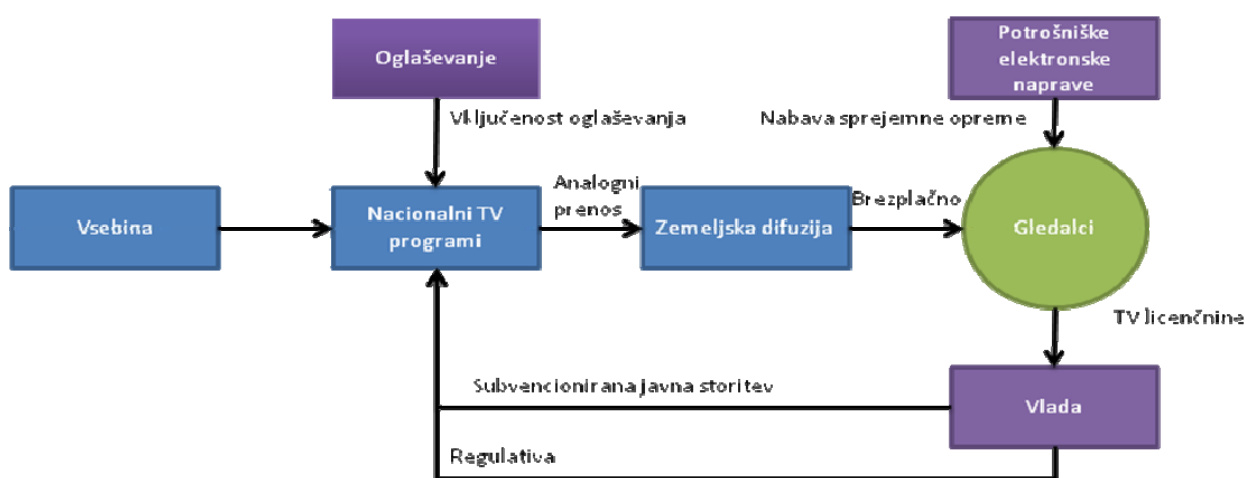 Oglaševanje
Potrošniške
elektronske
naprave
Vključenost oglaševanja
Nabava sprejemne opreme
Vsebina
Nacionalni TV
programi
Analogni
prenos
Zemeljska difuzija
Brezplačno
Gledalci
TV licenčnine
Subvencionirana javna storitev
Vlada
Regulativa